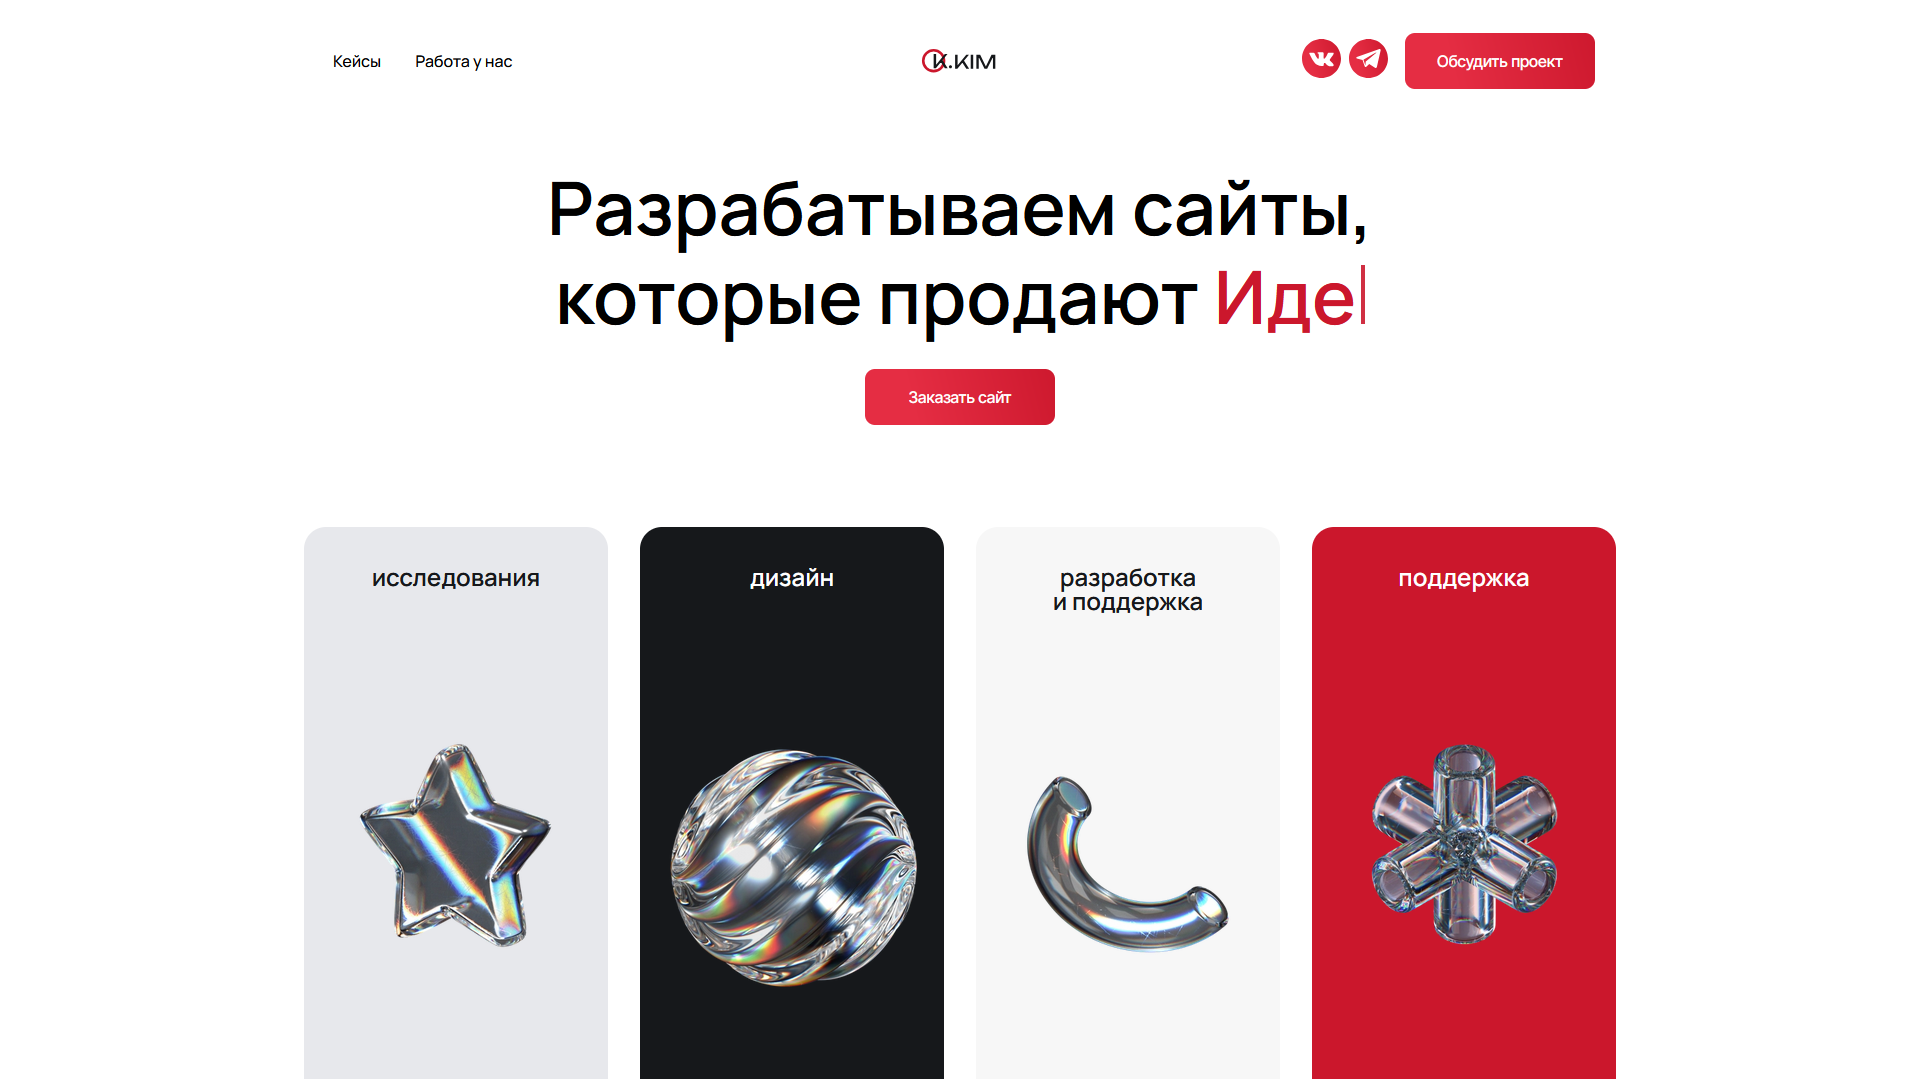 Кейсы
Работа у нас
K.KIM
Обсудить проект
Разрабатываем сайты,
которые продают Иде
Заказать сайт
исследования
дизайн
разработка
и поддержка
поддержка